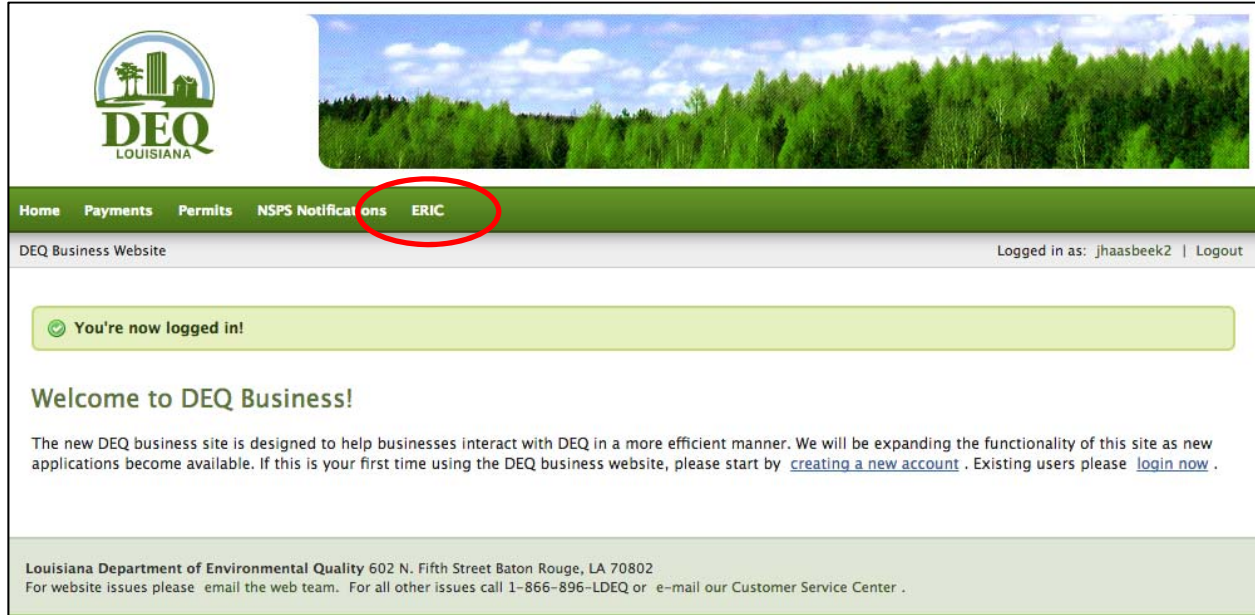 DEQ
LOUISIANA
Home Payments Permits NSPS Notifications ERIC
DEQ Business Website Logged in as: jhaasbeek2 | Logout
You're now logged in!
Welcome to DEQ Business!
The new DEQ business site is designed to help businesses interact with DEQ in a more efficient manner. We will be expanding the functionality of this site as new
applications become available. If this is your first time using the DEQ business website, please start by creating a new account . Existing users please login now .
Louisiana Department of Environmental Quality 602 N. Fifth Street Baton Rouge, LA 70802
For website issues please email the web team. For all other issues call 1-866-896-LDEQ or e-mail our Customer Service Center .